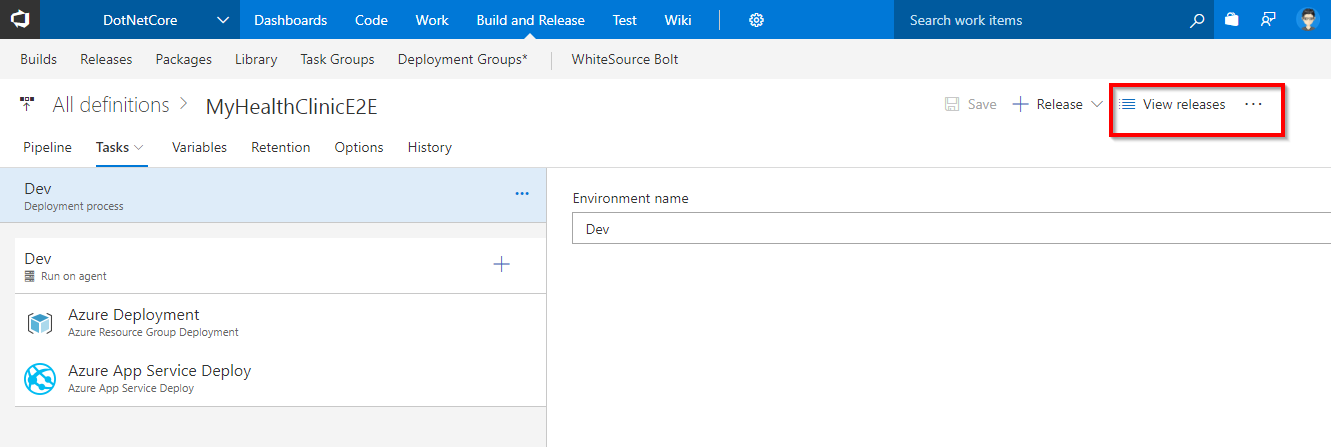 DotNetCore Dashboards Code Work Build and Release Test Wiki Search work items
Builds Releases Packages Library Task Groups Deployment Groups* WhiteSource Bolt
All definitions > MyHealthClinicE2E Save Release View releases ...
Pipeline Tasks Variables Retention Options History
Dev ...
Deployment process
Environment name
Dev
Dev
Run on agent
Azure Deployment
Azure Resource Group Deployment
Azure App Service Deploy
Azure App Service Deploy